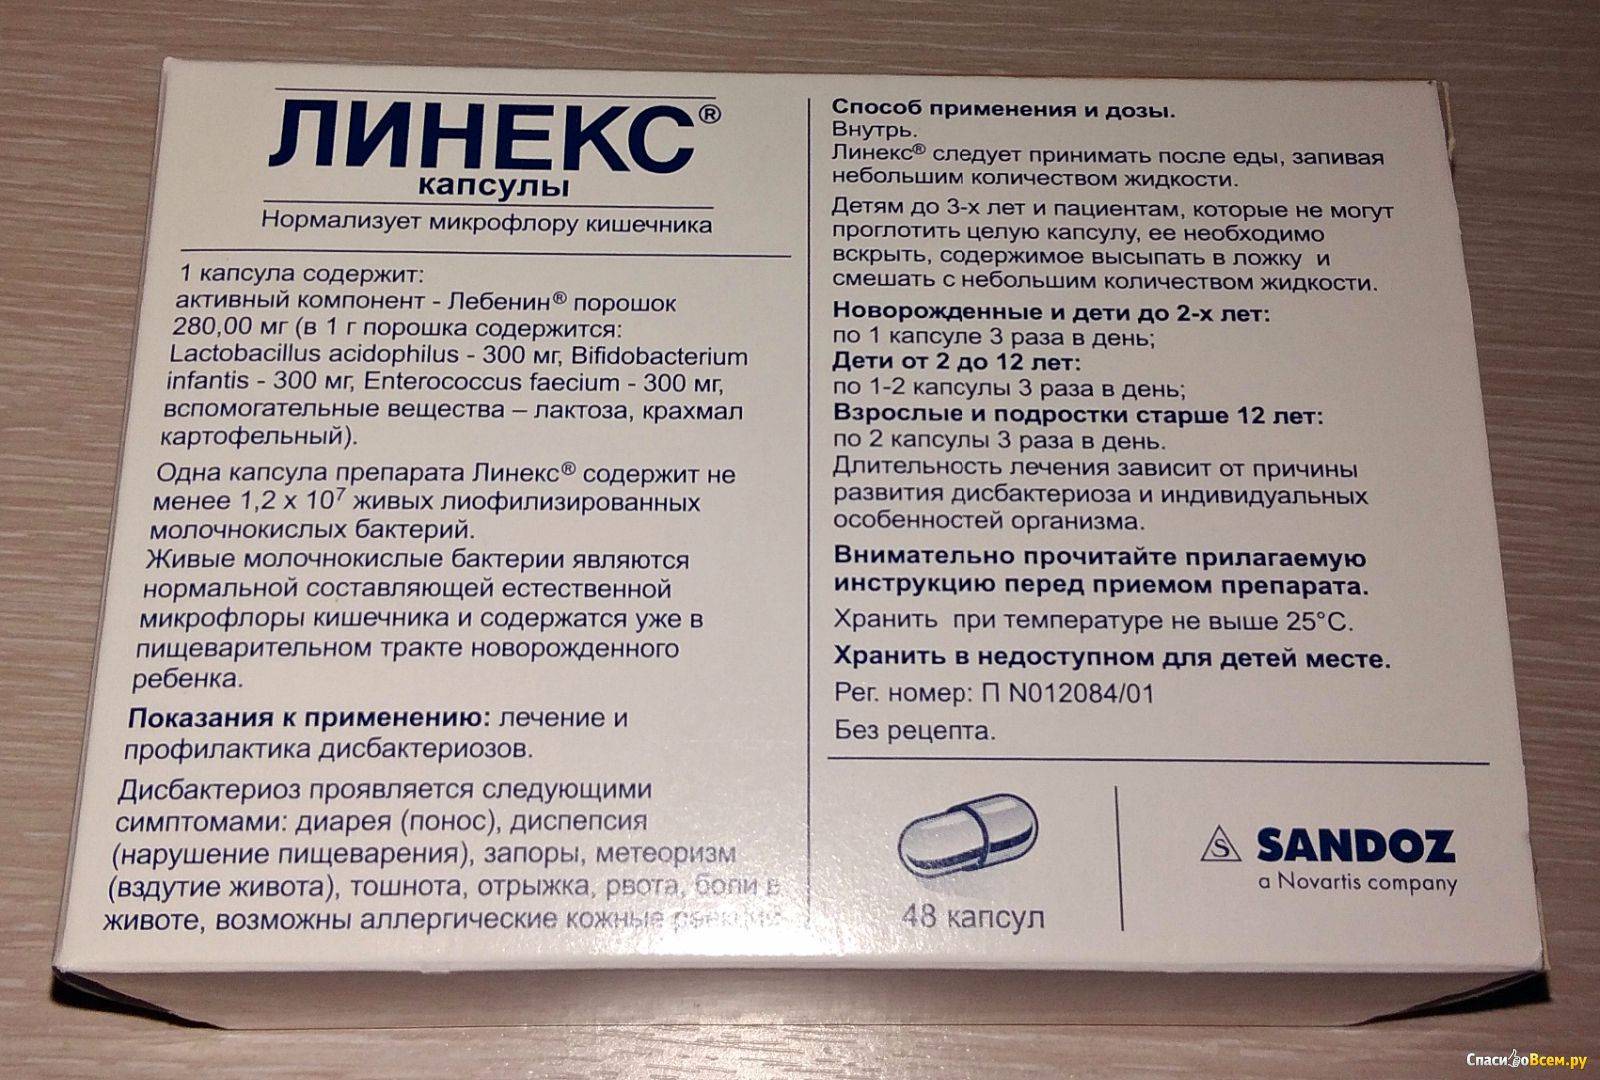 ЛИНЕКС®
капсулы
Нормализует микрофлору кишечника
1 капсула содержит:
активный компонент - Лебенин® порошок
280,00 мг (в 1 г порошка содержится:
Lactobacillus acidophilus - 300 мг, Bifidobacterium
infantis - 300 мг, Enterococcus faecium - 300 мг,
вспомогательные вещества – лактоза, крахмал
картофельный).
Одна капсула препарата Линекс® содержит не
менее 1,2 x 10⁷ живых лиофилизированных
молочнокислых бактерий.
Живые молочнокислые бактерии являются
нормальной составляющей естественной
микрофлоры кишечника и содержатся уже в
пищеварительном тракте новорожденного
ребенка.
Показания к применению: лечение и
профилактика дисбактериозов.
Дисбактериоз проявляется следующими
симптомами: диарея (понос), диспепсия
(нарушение пищеварения), запоры, метеоризм
(вздутие живота), тошнота, отрыжка, рвота, боли в
животе, возможны аллергические кожные реакции.
Способ применения и дозы.
Внутрь.
Линекс® следует принимать после еды, запивая
небольшим количеством жидкости.
Детям до 3-х лет и пациентам, которые не могут
проглотить целую капсулу, ее необходимо
вскрыть, содержимое высыпать в ложку и
смешать с небольшим количеством жидкости.
Новорожденные и дети до 2-х лет:
по 1 капсуле 3 раза в день;
Дети от 2 до 12 лет:
по 1-2 капсулы 3 раза в день;
Взрослые и подростки старше 12 лет:
по 2 капсулы 3 раза в день.
Длительность лечения зависит от причины
развития дисбактериоза и индивидуальных
особенностей организма.
Внимательно прочитайте прилагаемую
инструкцию перед приемом препарата.
Хранить при температуре не выше 25°C.
Хранить в недоступном для детей месте.
Рег. номер: П N012084/01
Без рецепта.
48 капсул
S SANDOZ
a Novartis company
СпасибоВсем.ру